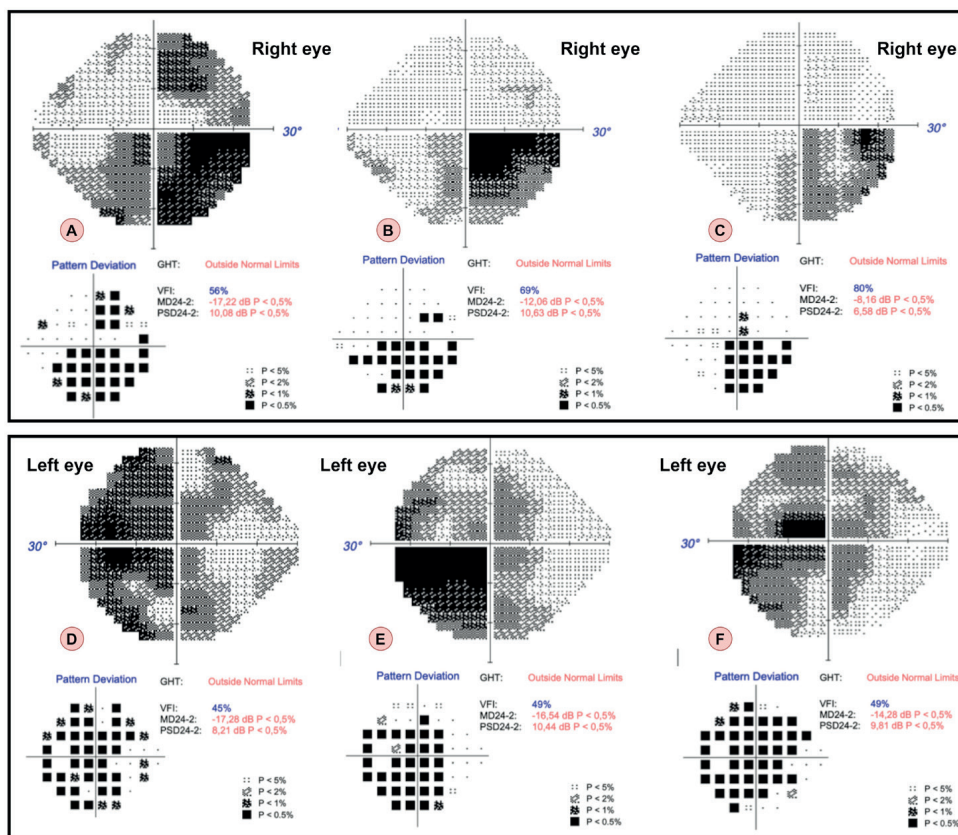 Right eye
30°
A
Pattern Deviation
GHT: Outside Normal Limits
VFI: 56%
MD24-2: -17,22 dB P < 0,5%
PSD24-2: 10,08 dB P < 0,5%
P < 5%
P < 2%
P < 1%
P < 0.5%
Right eye
30°
B
Pattern Deviation
GHT: Outside Normal Limits
VFI: 69%
MD24-2: -12,06 dB P < 0,5%
PSD24-2: 10,63 dB P < 0,5%
P < 5%
P < 2%
P < 1%
P < 0.5%
Right eye
30°
C
Pattern Deviation
GHT: Outside Normal Limits
VFI: 80%
MD24-2: -8,16 dB P < 0,5%
PSD24-2: 6,58 dB P < 0,5%
P < 5%
P < 2%
P < 1%
P < 0.5%
Left eye
30°
D
Pattern Deviation
GHT: Outside Normal Limits
VFI: 45%
MD24-2: -17,28 dB P < 0,5%
PSD24-2: 8,21 dB P < 0,5%
P < 5%
P < 2%
P < 1%
P < 0.5%
Left eye
30°
E
Pattern Deviation
GHT: Outside Normal Limits
VFI: 49%
MD24-2: -16,54 dB P < 0,5%
PSD24-2: 10,44 dB P < 0,5%
P < 5%
P < 2%
P < 1%
P < 0.5%
Left eye
30°
F
Pattern Deviation
GHT: Outside Normal Limits
VFI: 49%
MD24-2: -14,28 dB P < 0,5%
PSD24-2: 9,81 dB P < 0,5%
P < 5%
P < 2%
P < 1%
P < 0.5%